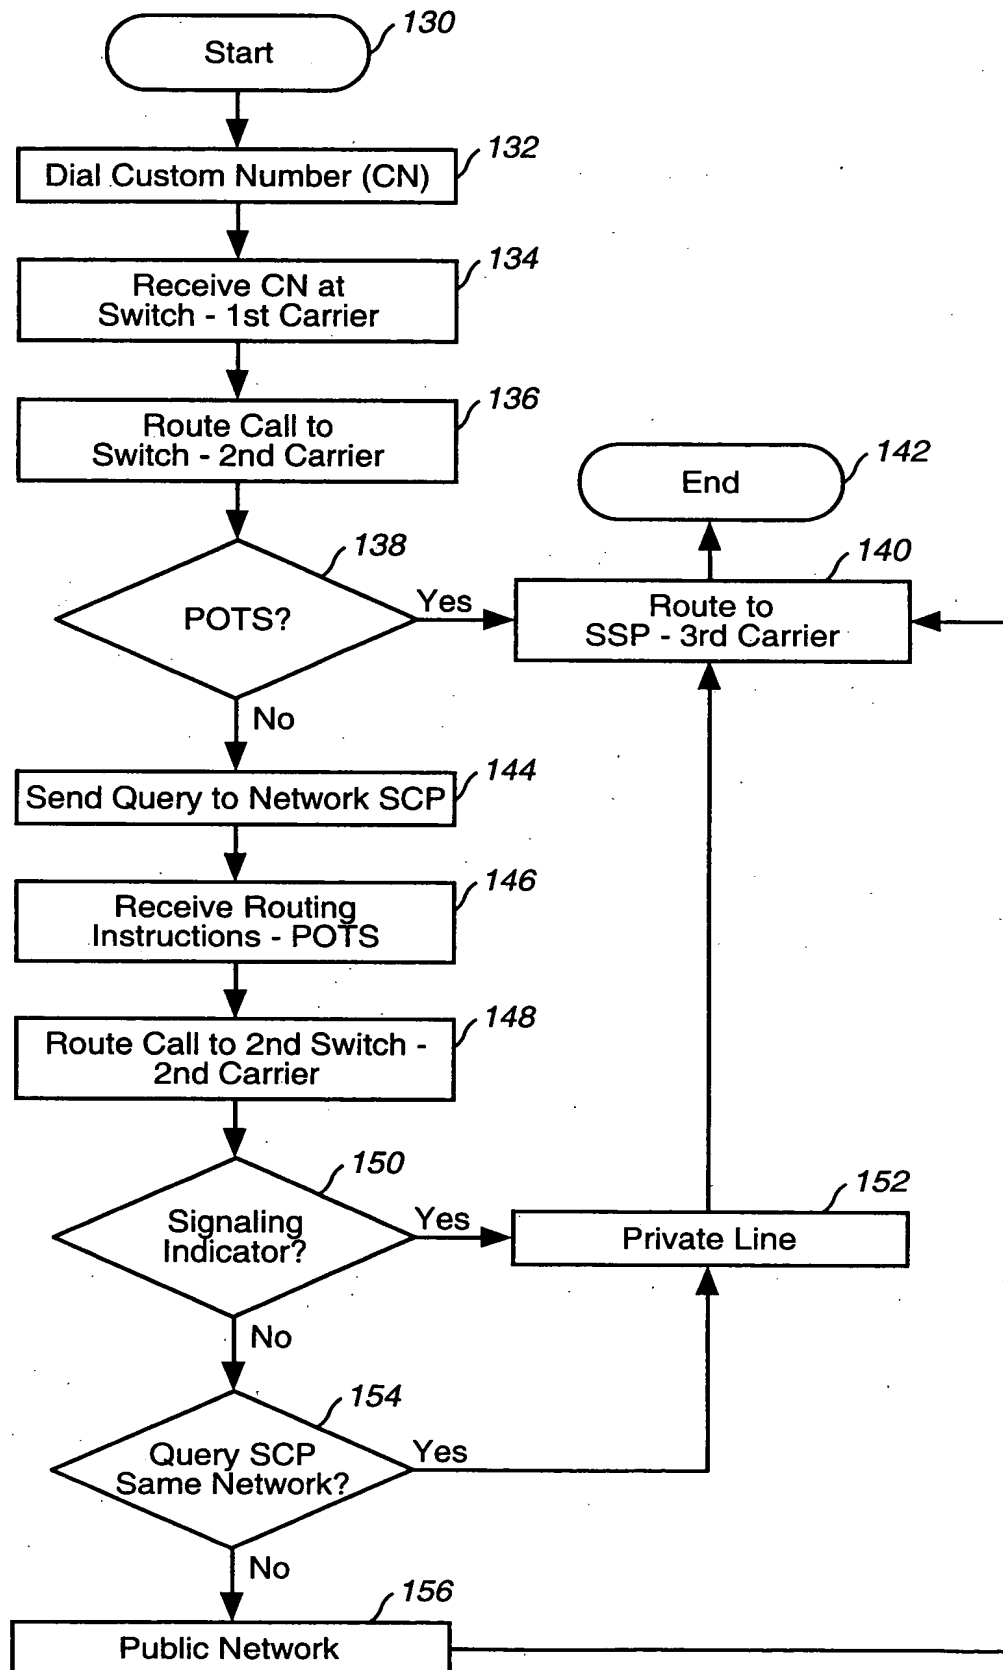 130
Start
132
Dial Custom Number (CN)
134
Receive CN at
Switch - 1st Carrier
136
Route Call to
Switch - 2nd Carrier
142
End
138
POTS?
Yes
140
Route to
SSP - 3rd Carrier
No
144
Send Query to Network SCP
146
Receive Routing
Instructions - POTS
148
Route Call to 2nd Switch -
2nd Carrier
150
Signaling
Indicator?
Yes
152
Private Line
No
154
Query SCP
Same Network?
Yes
No
156
Public Network